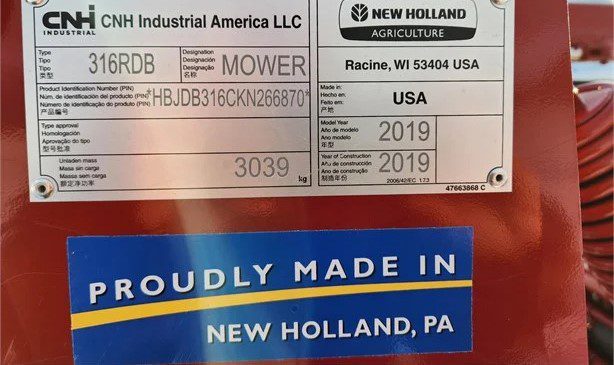 CNH
INDUSTRIAL
CNH Industrial America LLC
Type
Tipo
Tipo
类型
316RDB
Designation
Designación
Designação
名称
MOWER
Product Identification Number (PIN)
Núm. de identificación del producto (PIN)
Número de identificação do produto (PIN)
产品编号
*HBJDB316CKN266870*
Type approval
Homologación
Aprovação do tipo
型号批准
Unladen mass
Masa sin carga
Massa sem carga
额定净功率
3039
kg
NEW HOLLAND
AGRICULTURE
Racine, WI 53404 USA
Made in:
Hecho en:
Feito em:
产地
USA
Model Year
Año de modelo
Ano de modelo
年型
2019
Year of Construction
Año de construcción
Ano de construção
制造年份
2019
2006/42/EC 1.7.3
47663868 C
PROUDLY MADE IN
NEW HOLLAND, PA